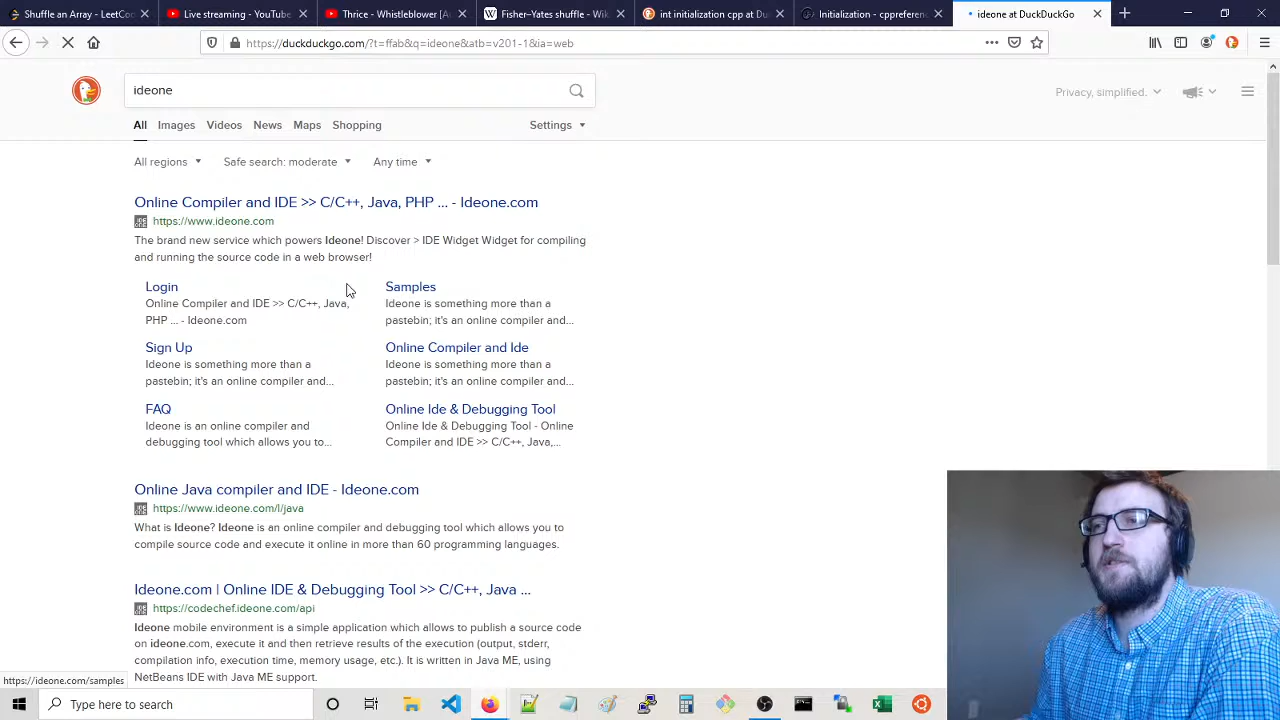 Shuffle an Array - LeetCo
Live streaming - YouTube
Thrice - Whistleblower [A
Fisher–Yates shuffle - Wik
int initialization cpp at Du
Initialization - cppreferenc
ideone at DuckDuckGo
https://duckduckgo.com/?t=ffab&q=ideone&atb=v201-1&ia=web
ideone
Privacy, simplified.
All Images Videos News Maps Shopping Settings
All regions Safe search: moderate Any time
Online Compiler and IDE >> C/C++, Java, PHP ... - Ideone.com
https://www.ideone.com
The brand new service which powers Ideone! Discover > IDE Widget Widget for compiling
and running the source code in a web browser!
Login
Online Compiler and IDE >> C/C++, Java,
PHP ... - Ideone.com
Samples
Ideone is something more than a
pastebin; it's an online compiler and...
Sign Up
Ideone is something more than a
pastebin; it's an online compiler and...
Online Compiler and Ide
Ideone is something more than a
pastebin; it's an online compiler and...
FAQ
Ideone is an online compiler and
debugging tool which allows you to...
Online Ide & Debugging Tool
Online Ide & Debugging Tool - Online
Compiler and IDE >> C/C++, Java,...
Online Java compiler and IDE - Ideone.com
https://www.ideone.com/l/java
What is Ideone? Ideone is an online compiler and debugging tool which allows you to
compile source code and execute it online in more than 60 programming languages.
Ideone.com | Online IDE & Debugging Tool >> C/C++, Java ...
https://codechef.ideone.com/api
Ideone mobile environment is a simple application which allows to publish a source code
on ideone.com, execute it and then retrieve results of the execution (output, stderr,
compilation info, execution time, memory usage, etc.). It is written in Java ME, using
NetBeans IDE with Java ME support.
https://ideone.com/samples
Type here to search